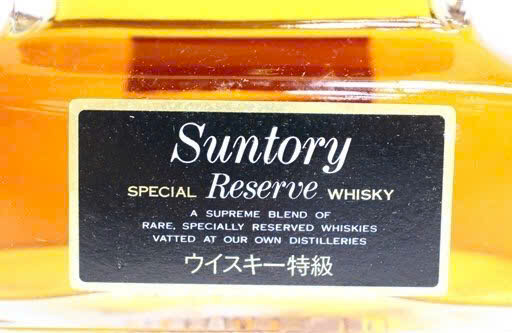 Suntory
SPECIAL Reserve WHISKY
A SUPREME BLEND OF
RARE, SPECIALLY RESERVED WHISKIES
VATTED AT OUR OWN DISTILLERIES
ウイスキー特級